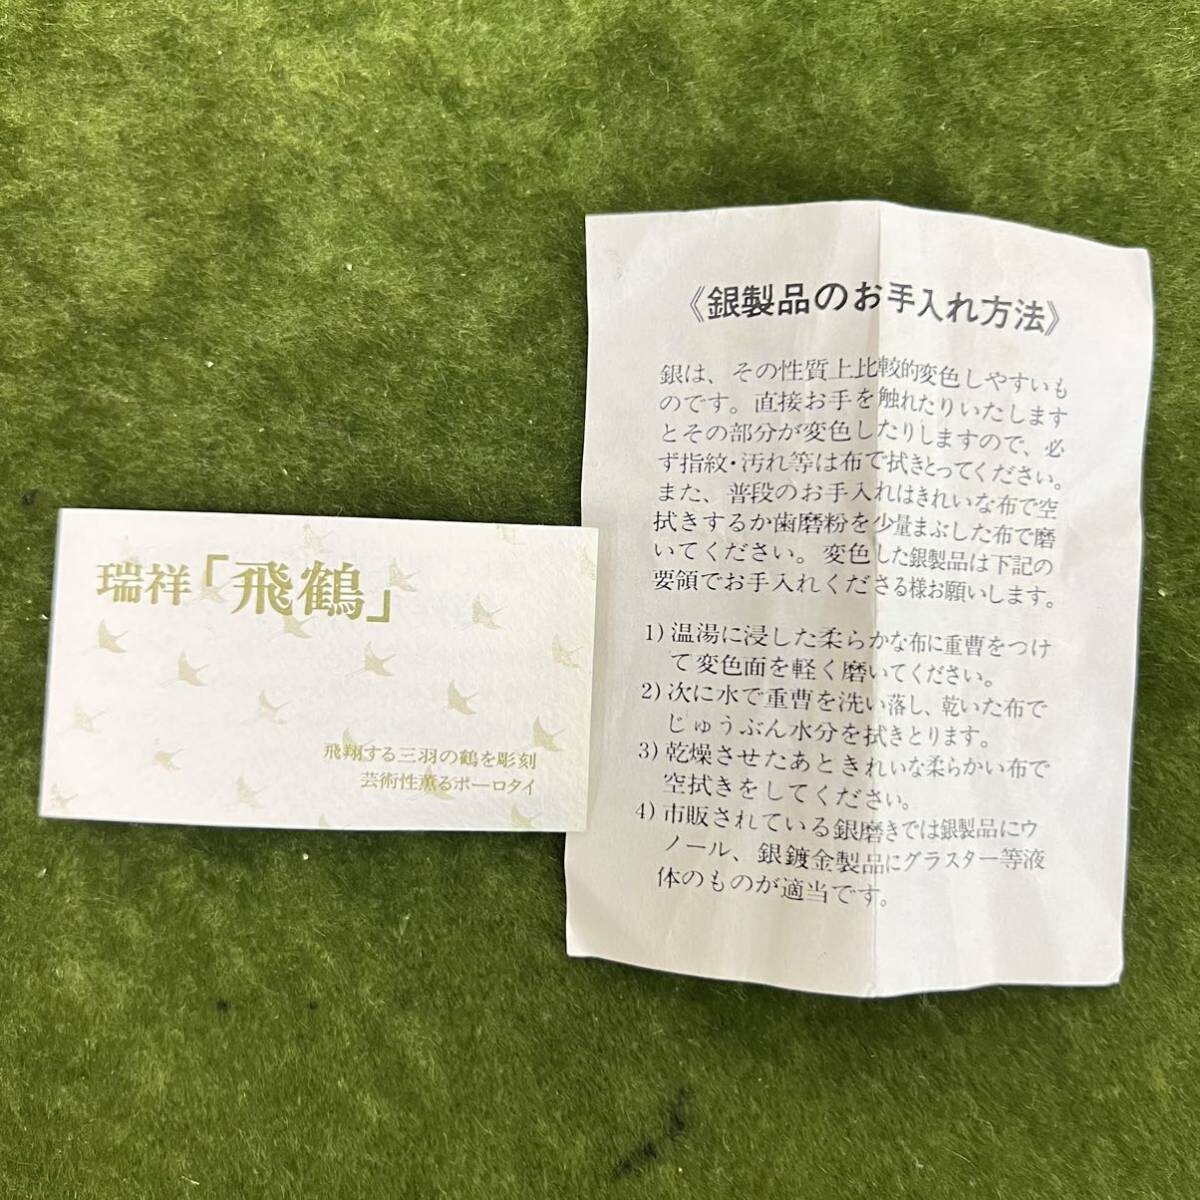 瑞祥「飛鶴」
飛翔する三羽の鶴を彫刻
芸術性薫るポーロタイ
《銀製品のお手入れ方法》
銀は、その性質上比較的変色しやすいも
のです。直接お手を触れたりいたします
とその部分が変色したりしますので、必
ず指紋・汚れ等は布で拭きとってください。
また、普段のお手入れはきれいな布で空
拭きするか歯磨粉を少量まぶした布で磨
いてください。変色した銀製品は下記の
要領でお手入れくださる様お願いします。
1) 温湯に浸した柔らかな布に重曹をつけ
て変色面を軽く磨いてください。
2) 次に水で重曹を洗い落し、乾いた布で
じゅうぶん水分を拭きとります。
3) 乾燥させたあときれいな柔らかい布で
空拭きをしてください。
4) 市販されている銀磨きでは銀製品にウ
ノール、銀鍍金製品にグラスター等液
体のものが適当です。